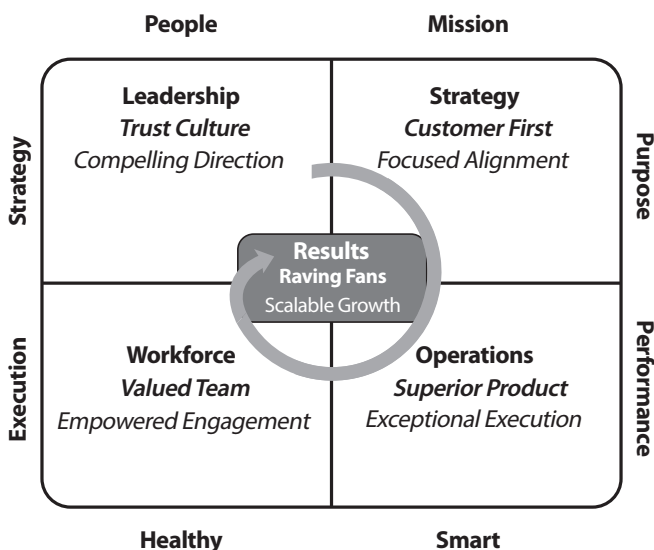 People
Mission
Strategy
Purpose
Leadership
Trust Culture
Compelling Direction
Strategy
Customer First
Focused Alignment
Results
Raving Fans
Scalable Growth
Execution
Performance
Workforce
Valued Team
Empowered Engagement
Operations
Superior Product
Exceptional Execution
Healthy
Smart